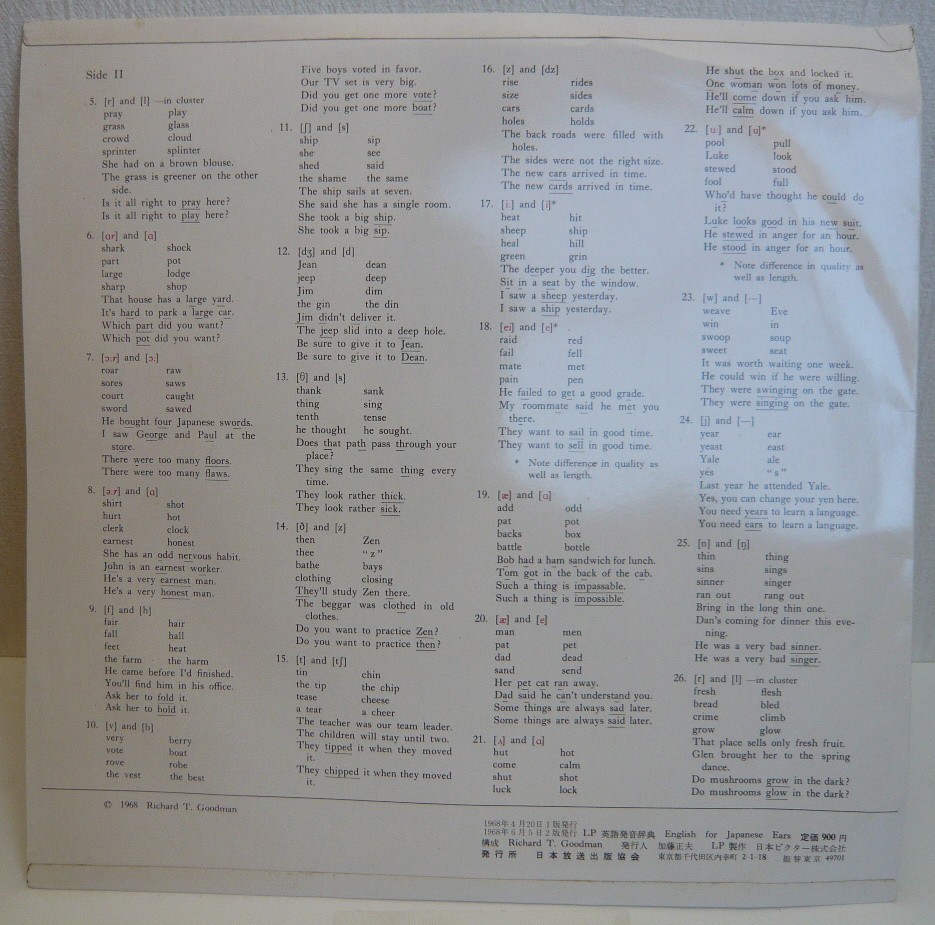 Side II
5. [r] and [l] —in cluster
pray play
grass glass
crowd cloud
sprinter splinter
She had on a brown blouse.
The grass is greener on the other
side.
Is it all right to pray here?
Is it all right to play here?
6. [ɑr] and [ɑ]
shark shock
part pot
large lodge
sharp shop
That house has a large yard.
It's hard to park a large car.
Which part did you want?
Which pot did you want?
7. [ɔːr] and [ɔː]
roar raw
sores saws
court caught
sword sawed
He bought four Japanese swords.
I saw George and Paul at the
store.
There were too many floors.
There were too many flaws.
8. [əːr] and [ɑ]
shirt shot
hurt hot
clerk clock
earnest honest
She has an odd nervous habit.
John is an earnest worker.
He's a very earnest man.
He's a very honest man.
9. [f] and [h]
fair hair
fall hall
feet heat
the farm the harm
He came before I'd finished.
You'll find him in his office.
Ask her to fold it.
Ask her to hold it.
10. [v] and [b]
very berry
vote boat
rove robe
the vest the best
Five boys voted in favor.
Our TV set is very big.
Did you get one more vote?
Did you get one more boat?
11. [ʃ] and [s]
ship sip
she see
shed said
the shame the same
The ship sails at seven.
She said she has a single room.
She took a big ship.
She took a big sip.
12. [dʒ] and [d]
Jean dean
jeep deep
Jim dim
the gin the din
Jim didn't deliver it.
The jeep slid into a deep hole.
Be sure to give it to Jean.
Be sure to give it to Dean.
13. [θ] and [s]
thank sank
thing sing
tenth tense
he thought he sought.
Does that path pass through your
place?
They sing the same thing every
time.
They look rather thick.
They look rather sick.
14. [ð] and [z]
then Zen
thee "z"
bathe bays
clothing closing
They'll study Zen there.
The beggar was clothed in old
clothes.
Do you want to practice Zen?
Do you want to practice then?
15. [t] and [tʃ]
tin chin
the tip the chip
tease cheese
a tear a cheer
The teacher was our team leader.
The children will stay until two.
They tipped it when they moved
it.
They chipped it when they moved
it.
16. [z] and [dz]
rise rides
size sides
cars cards
holes holds
The back roads were filled with
holes.
The sides were not the right size.
The new cars arrived in time.
The new cards arrived in time.
17. [iː] and [i]*
heat hit
sheep ship
heal hill
green grin
The deeper you dig the better.
Sit in a seat by the window.
I saw a sheep yesterday.
I saw a ship yesterday.
18. [ei] and [e]*
raid red
fail fell
mate met
pain pen
He failed to get a good grade.
My roommate said he met you
there.
They want to sail in good time.
They want to sell in good time.
* Note difference in quality as
well as length.
19. [æ] and [ɑ]
add odd
pat pot
backs box
battle bottle
Bob had a ham sandwich for lunch.
Tom got in the back of the cab.
Such a thing is impassable.
Such a thing is impossible.
20. [æ] and [e]
man men
pat pet
dad dead
sand send
Her pet cat ran away.
Dad said he can't understand you.
Some things are always sad later.
Some things are always said later.
21. [ʌ] and [ɑ]
hut hot
come calm
shut shot
luck lock
He shut the box and locked it.
One woman won lots of money.
He'll come down if you ask him.
He'll calm down if you ask him.
22. [uː] and [u]*
pool pull
Luke look
stewed stood
fool full
Who'd have thought he could do
it?
Luke looks good in his new suit.
He stewed in anger for an hour.
He stood in anger for an hour.
* Note difference in quality as
well as length.
23. [w] and [—]
weave Eve
win in
swoop soup
sweet seat
It was worth waiting one week.
He could win if he were willing.
They were swinging on the gate.
They were singing on the gate.
24. [j] and [—]
year ear
yeast east
Yale ale
yes "s"
Last year he attended Yale.
Yes, you can change your yen here.
You need years to learn a language.
You need ears to learn a language.
25. [n] and [ŋ]
thin thing
sins sings
sinner singer
ran out rang out
Bring in the long thin one.
Dan's coming for dinner this eve-
ning.
He was a very bad sinner.
He was a very bad singer.
26. [r] and [l] —in cluster
fresh flesh
bread bled
crime climb
grow glow
That place sells only fresh fruit.
Glen brought her to the spring
dance.
Do mushrooms grow in the dark?
Do mushrooms glow in the dark?
© 1968 Richard T. Goodman
1968年4月20日1版発行
1968年6月5日2版発行 LP 英語発音辞典 English for Japanese Ears 定価 900 円
構成 Richard T. Goodman 発行人 加藤正夫 LP 製作 日本ビクター株式会社
発行所 日本放送出版協会 東京都千代田区内幸町 2-1-18 振替東京 49701